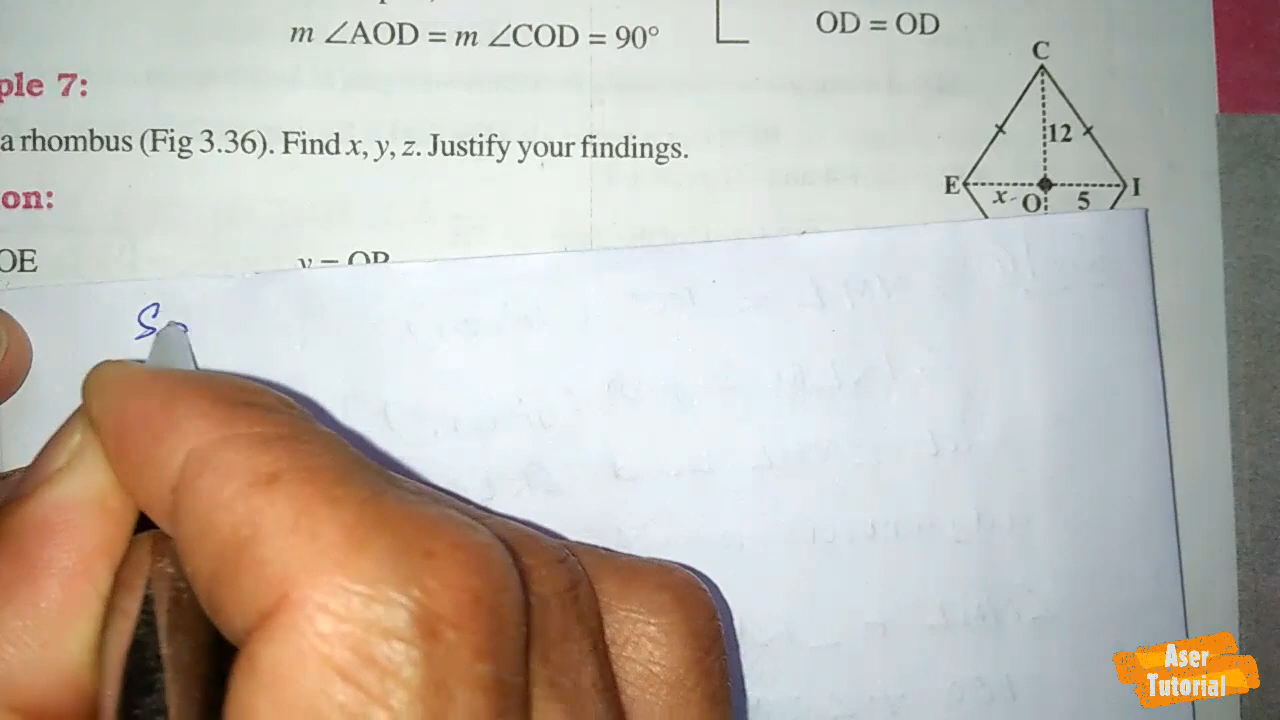 m ∠AOD = m ∠COD = 90°
OD = OD
ple 7:
a rhombus (Fig 3.36). Find x, y, z. Justify your findings.
on:
C
12
E
x
O
5
I
OE
y = OR
S
Aser
Tutorial